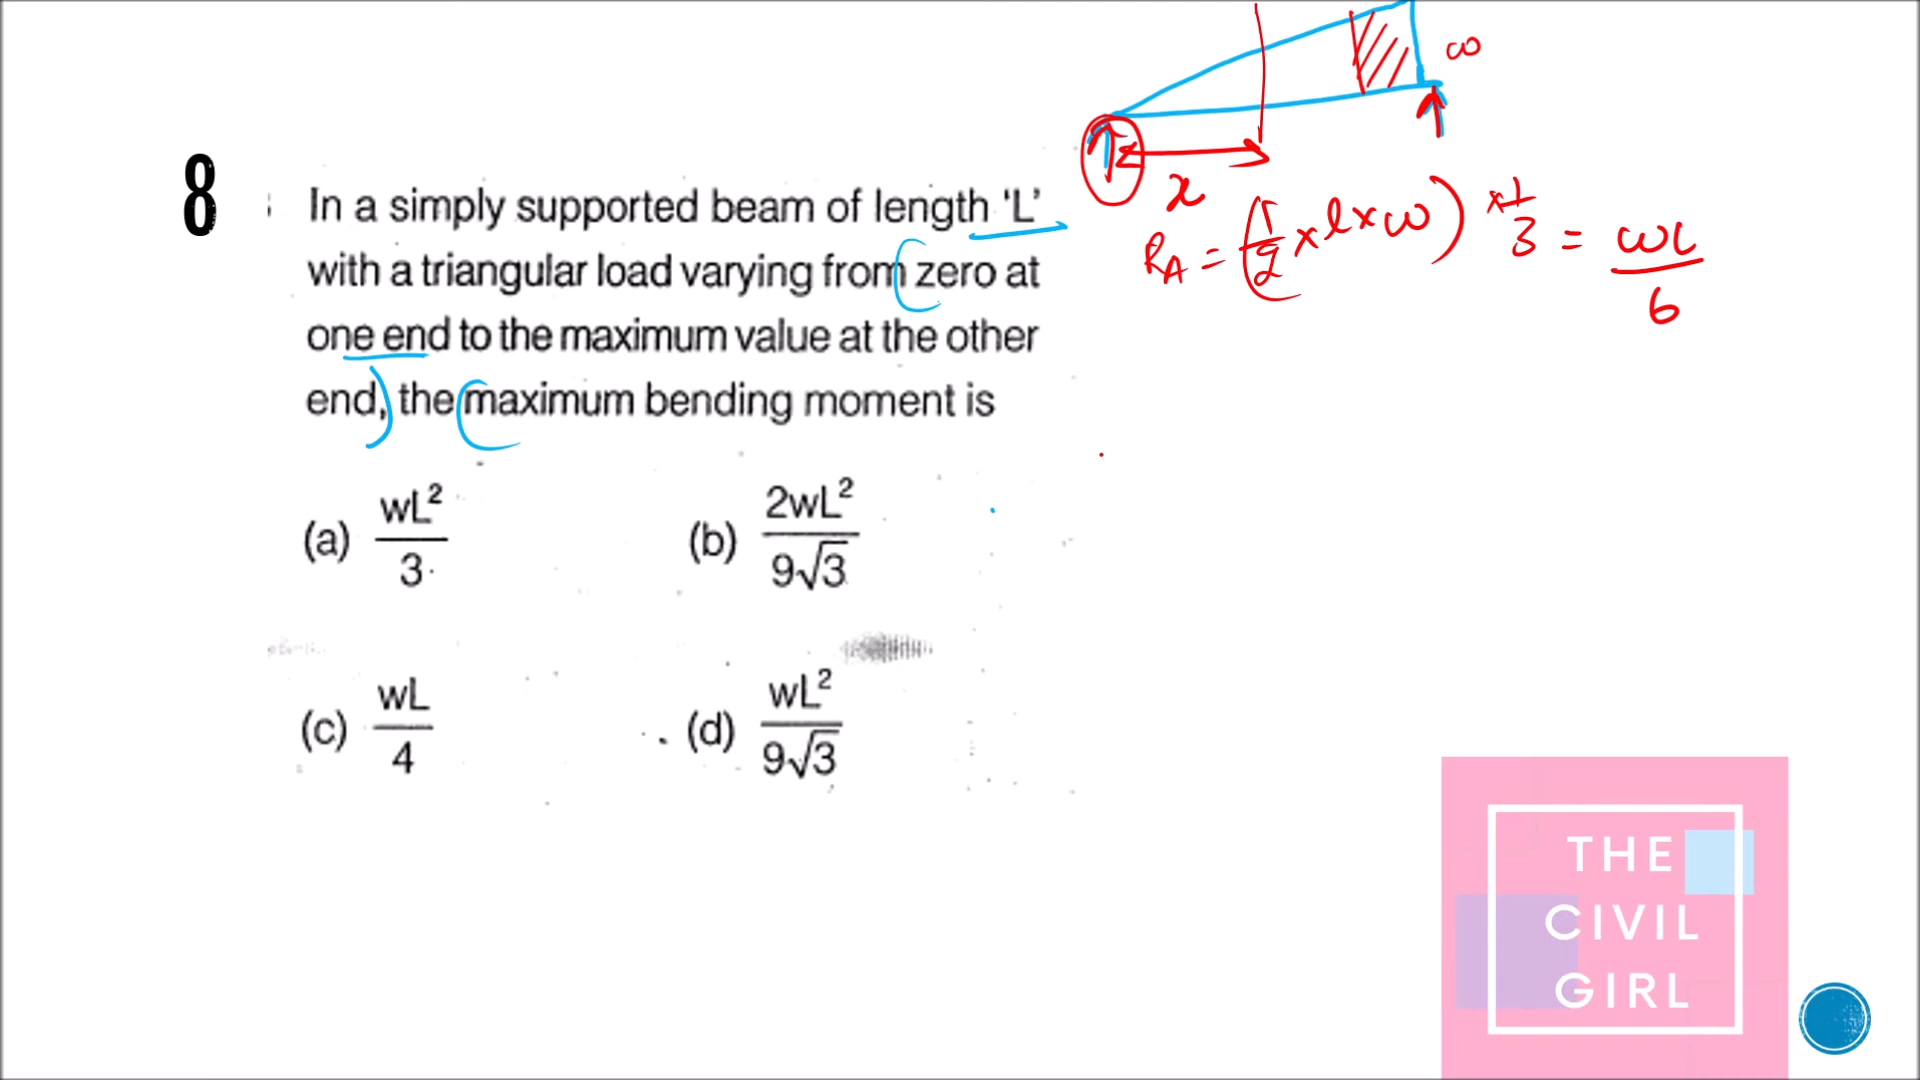 ω
8
In a simply supported beam of length 'L'
with a triangular load varying from zero at
one end to the maximum value at the other
end, the maximum bending moment is
x
R_A = (1/2 × l × ω) × 1/3 = ωL/6
(a) wL²/3
(b) 2wL²/9√3
(c) wL/4
(d) wL²/9√3
THE
CIVIL
GIRL